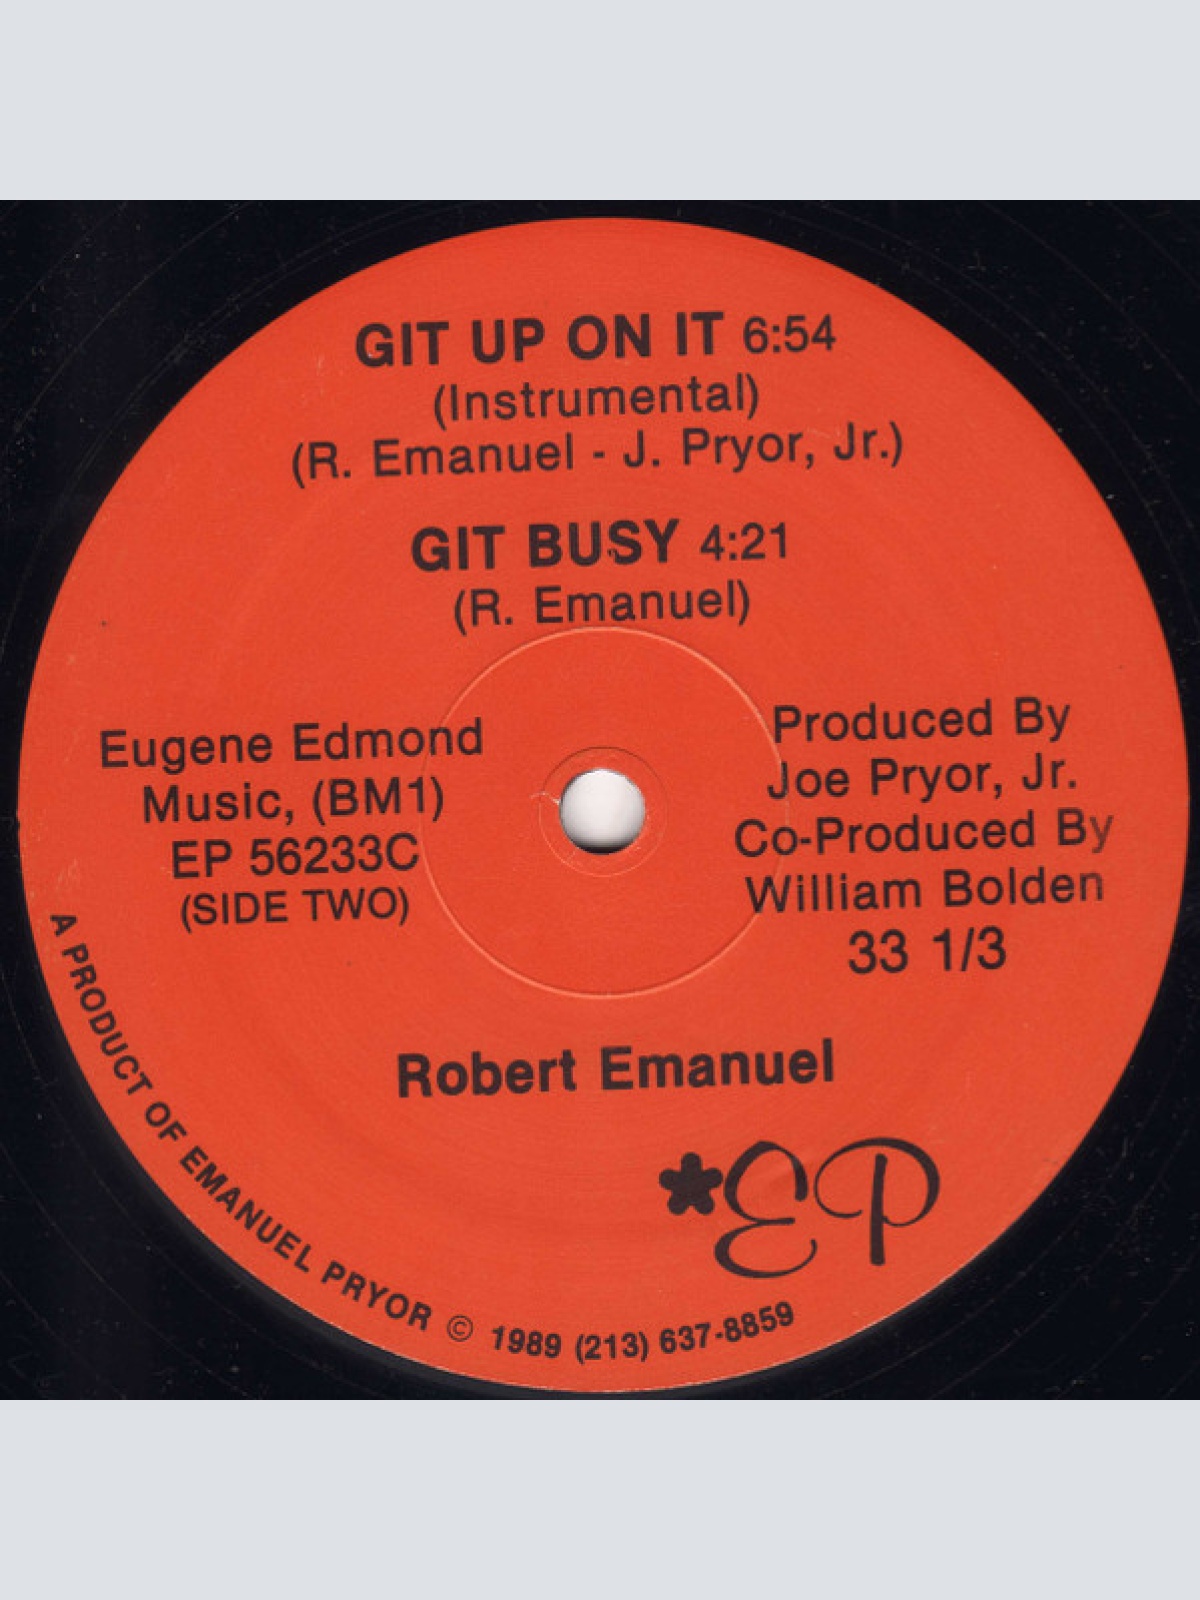 GIT UP ON IT 6:54
(Instrumental)
(R. Emanuel - J. Pryor, Jr.)
GIT BUSY 4:21
(R. Emanuel)
Eugene Edmond
Music, (BM1)
EP 56233C
(SIDE TWO)
Produced By
Joe Pryor, Jr.
Co-Produced By
William Bolden
33 1/3
Robert Emanuel
*EP
A PRODUCT OF EMANUEL PRYOR © 1989 (213) 637-8859